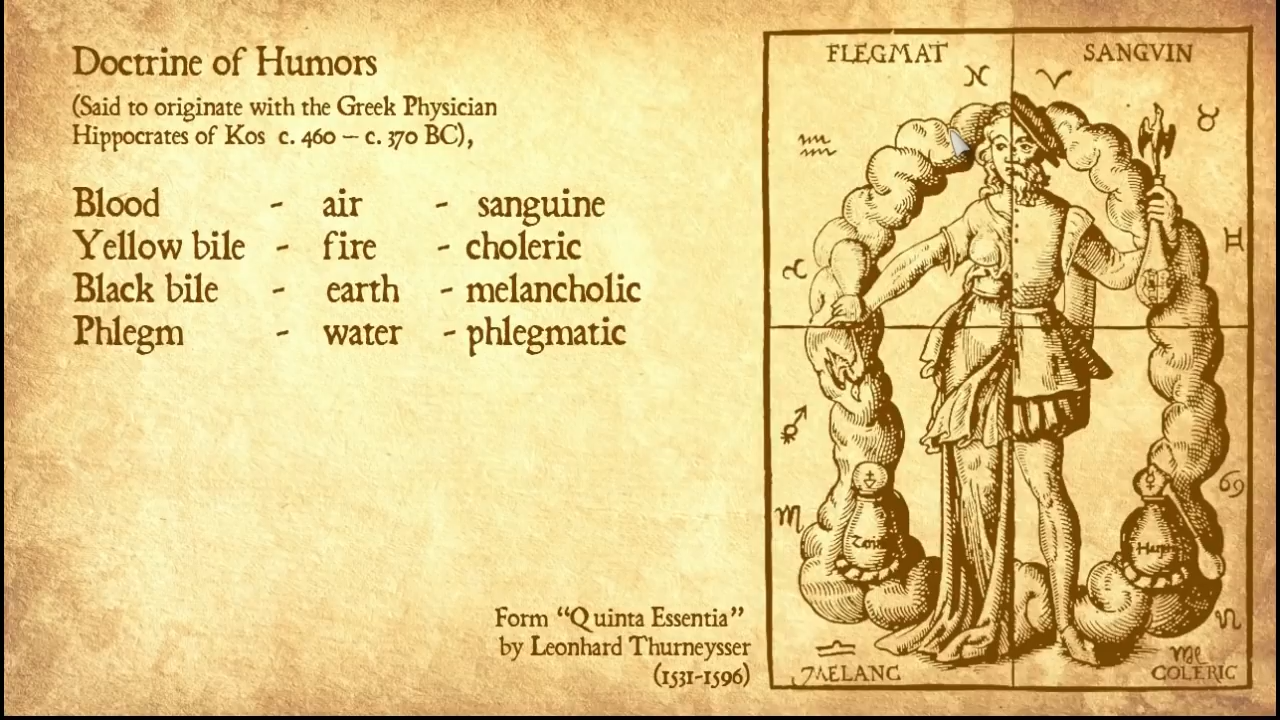 Doctrine of Humors
(Said to originate with the Greek Physician
Hippocrates of Kos c. 460 – c. 370 BC),
Blood - air - sanguine
Yellow bile - fire - choleric
Black bile - earth - melancholic
Phlegm - water - phlegmatic
Form “Quinta Essentia”
by Leonhard Thurneysser
(1531-1596)
FLEGMAT SANGVIN
MELANC COLERIC